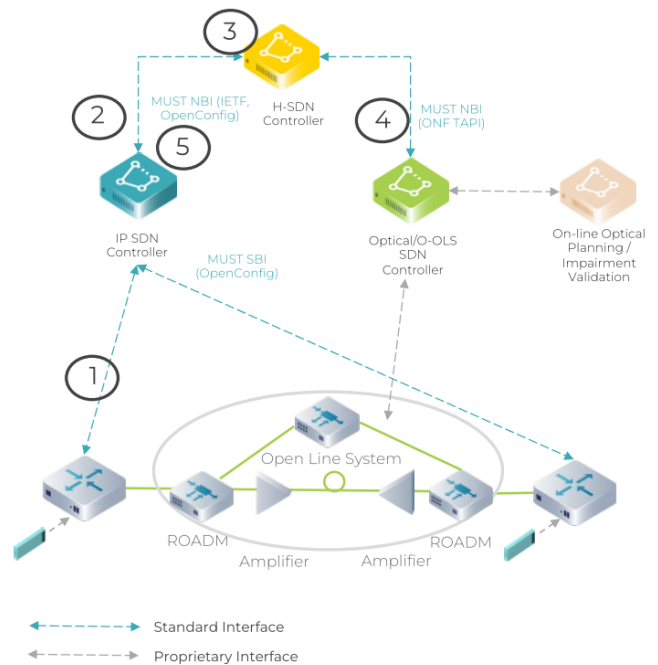 3
MUST NBI (IETF,
OpenConfig)
H-SDN
Controller
MUST NBI
(ONF TAPI)
2
4
5
IP SDN
Controller
Optical/O-OLS
SDN
Controller
On-line Optical
Planning /
Impairment
Validation
MUST SBI
(OpenConfig)
1
Open Line System
ROADM
Amplifier
Amplifier
ROADM
Standard Interface
Proprietary Interface